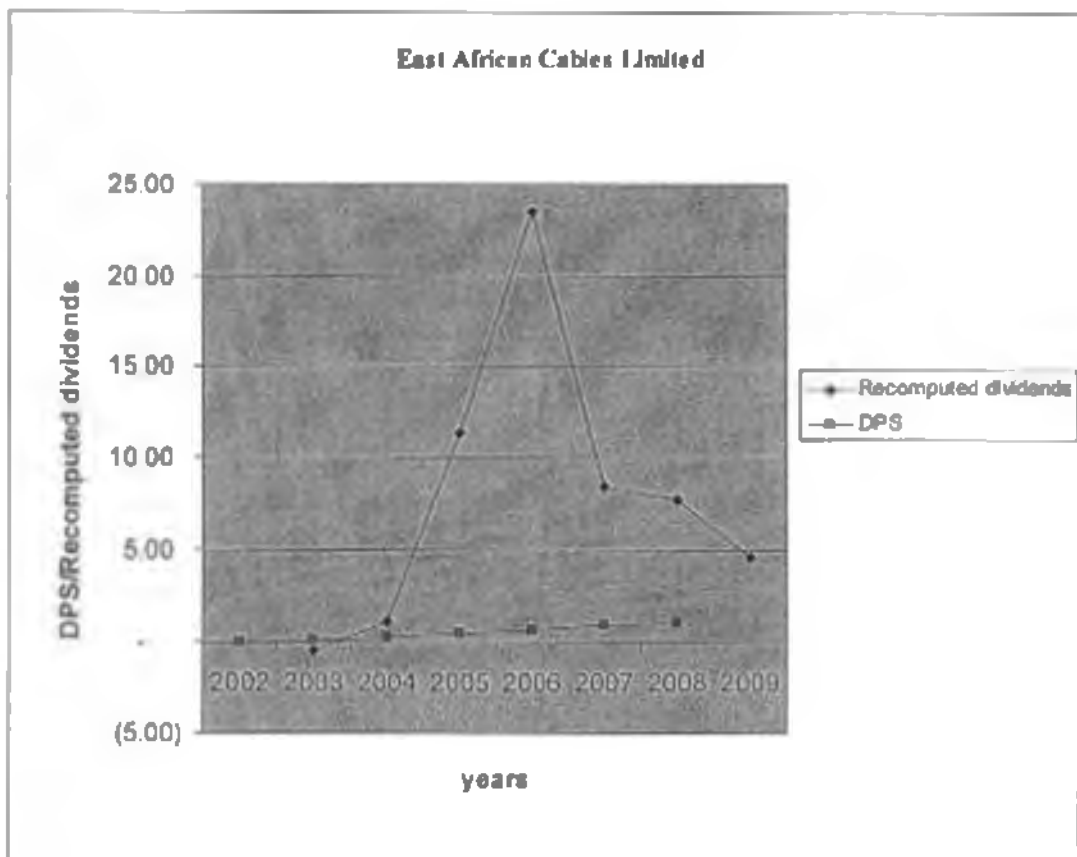 East African Cables Limited
25.00
20 00
15 00
10 00
5.00
-
(5.00)
DPS/Recomputed dividends
2002 2003 2004 2005 2006 2007 2008 2009
years
Recomputed dividends
DPS